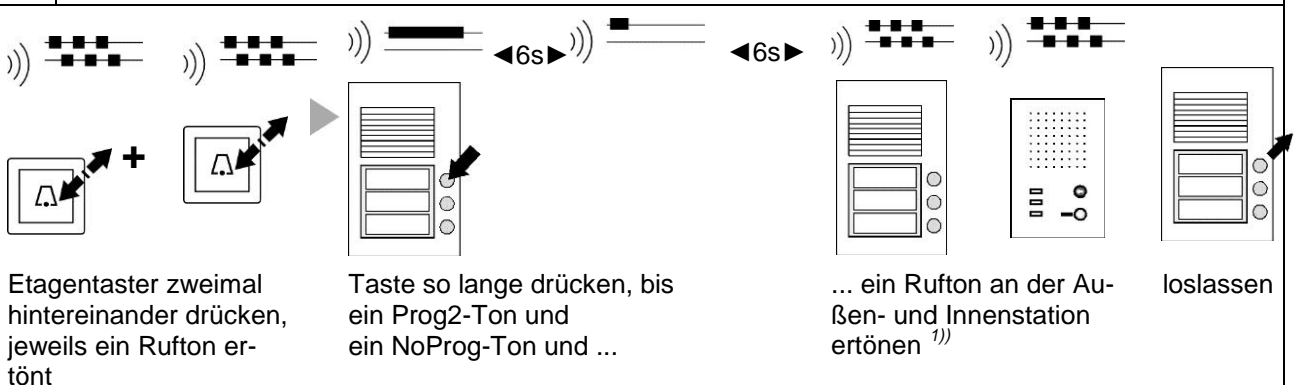 ◄6s►
◄6s►
+
Etagentaster zweimal
hintereinander drücken,
jeweils ein Rufton er-
tönt
Taste so lange drücken, bis
ein Prog2-Ton und
ein NoProg-Ton und ...
... ein Rufton an der Au-
ßen- und Innenstation
ertönen 1))
loslassen